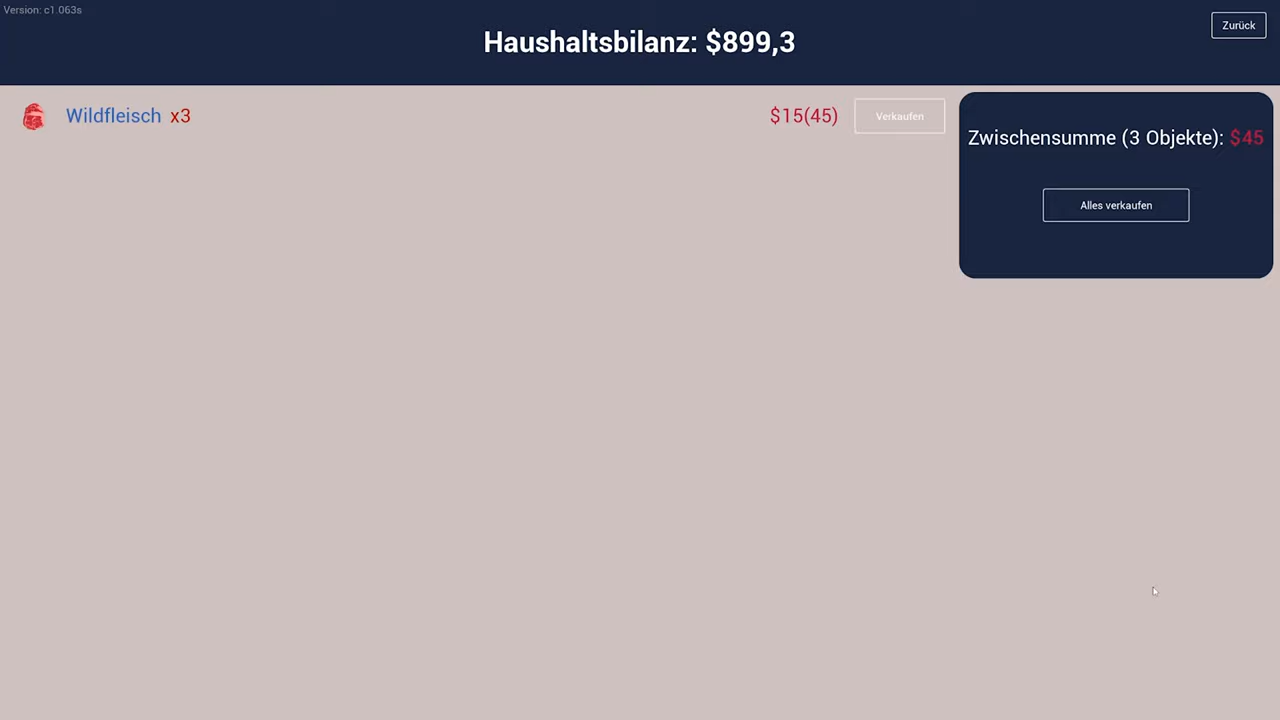 Version: c1.063s
Haushaltsbilanz: $899,3
Zurück
Wildfleisch x3 $15(45) Verkaufen
Zwischensumme (3 Objekte): $45
Alles verkaufen